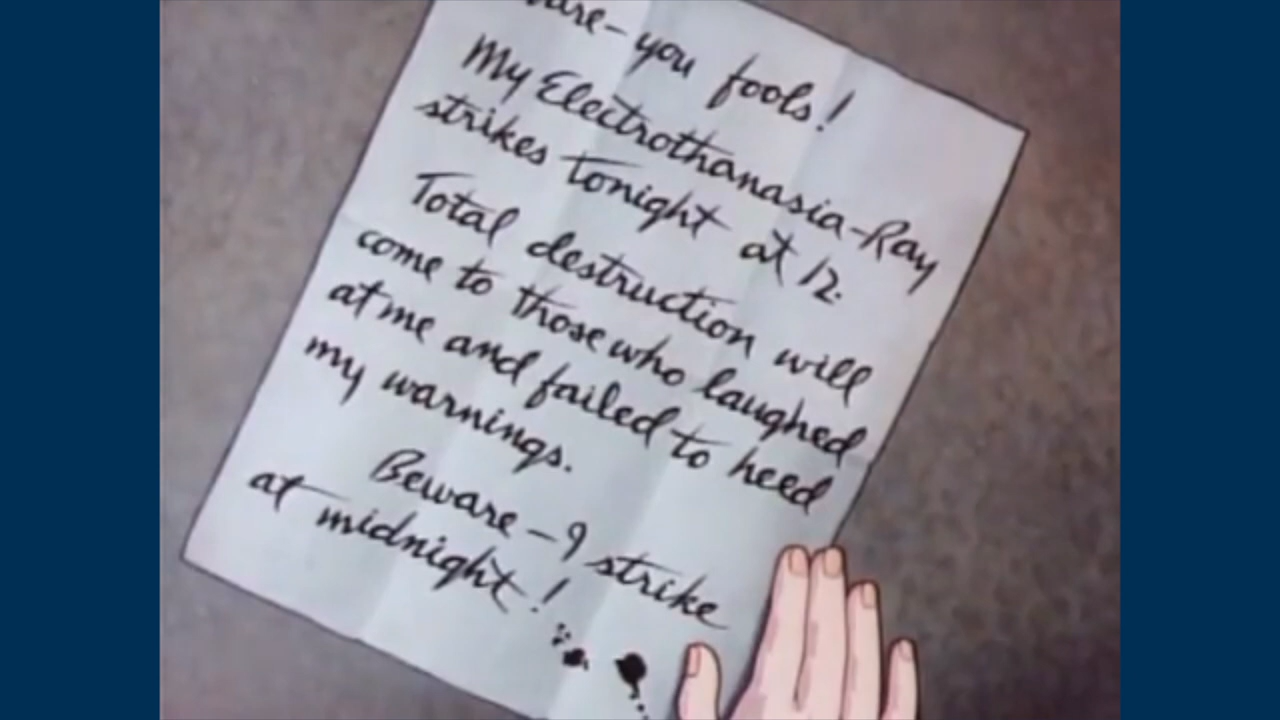 you fools!
My Electrothanasia-Ray
strikes tonight at 12.
Total destruction will
come to those who laughed
at me and failed to heed
my warnings.
Beware – I strike
at midnight!